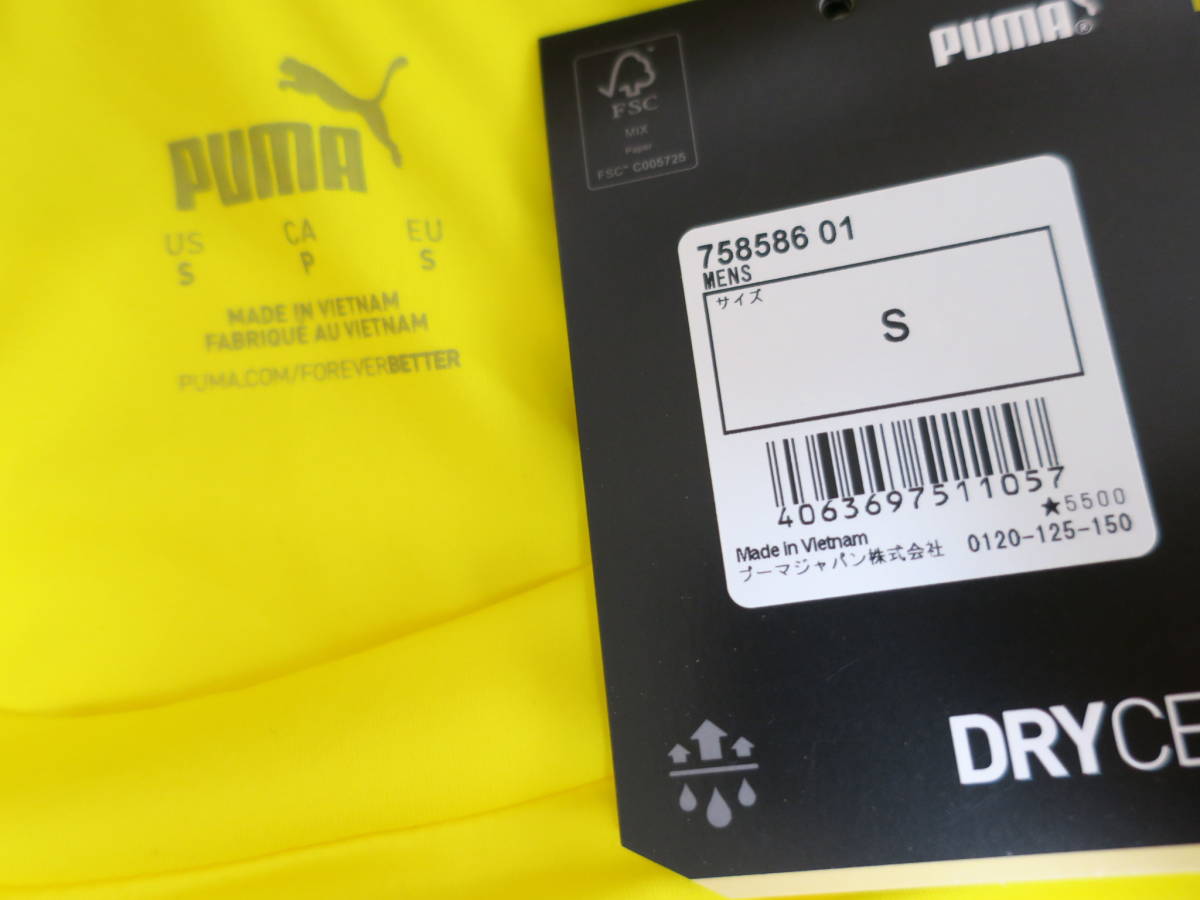 PUMA
US CA EU
S P S
MADE IN VIETNAM
FABRIQUÉ AU VIETNAM
PUMA.COM/FOREVERBETTER
FSC
MIX
Paper
FSC™ C005725
PUMA®
758586 01
MENS
サイズ
S
4063697511057
★5500
Made in Vietnam
プーマジャパン株式会社 0120-125-150
DRYCE